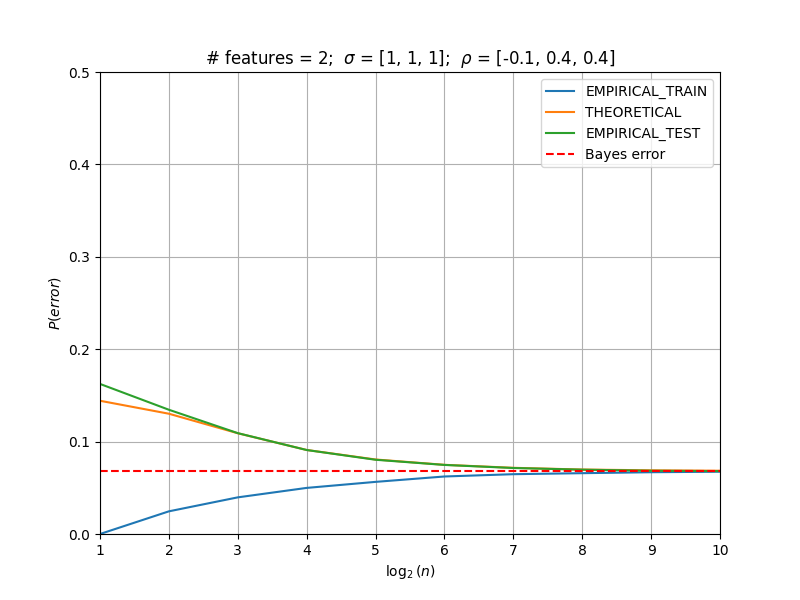 # features = 2; σ = [1, 1, 1]; ρ = [-0.1, 0.4, 0.4]
EMPIRICAL_TRAIN
THEORETICAL
EMPIRICAL_TEST
Bayes error
P(error)
0.5
0.4
0.3
0.2
0.1
0.0
1 2 3 4 5 6 7 8 9 10
log₂ (n)